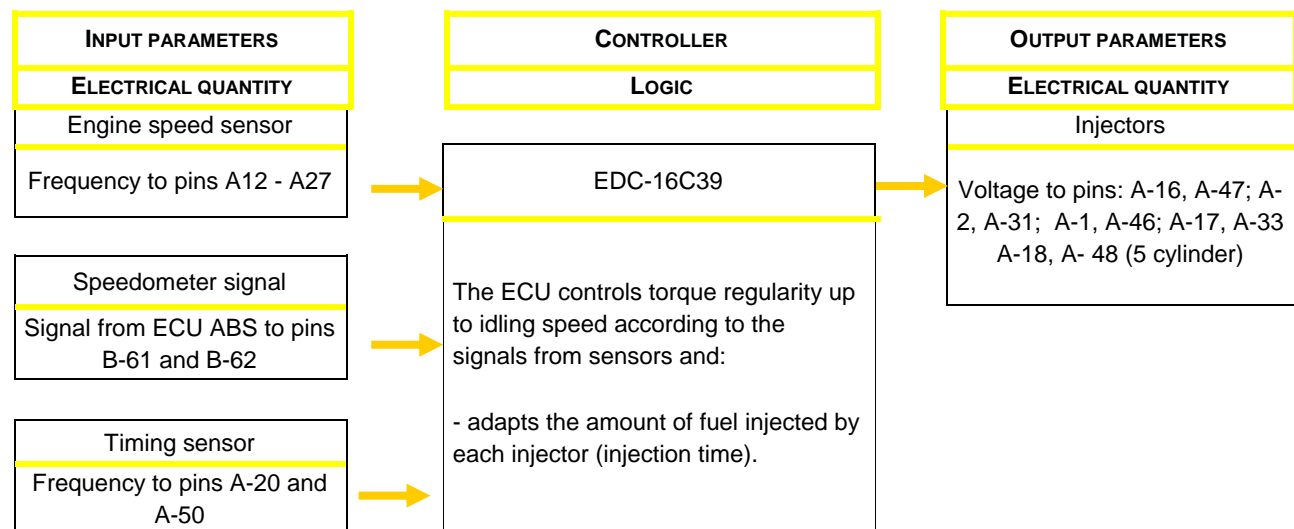 INPUT PARAMETERS
ELECTRICAL QUANTITY
Engine speed sensor
Frequency to pins A12 - A27
Speedometer signal
Signal from ECU ABS to pins
B-61 and B-62
Timing sensor
Frequency to pins A-20 and
A-50
CONTROLLER
LOGIC
EDC-16C39
The ECU controls torque regularity up
to idling speed according to the
signals from sensors and:
- adapts the amount of fuel injected by
each injector (injection time).
OUTPUT PARAMETERS
ELECTRICAL QUANTITY
Injectors
Voltage to pins: A-16, A-47; A-
2, A-31;  A-1, A-46; A-17, A-33
A-18, A- 48 (5 cylinder)